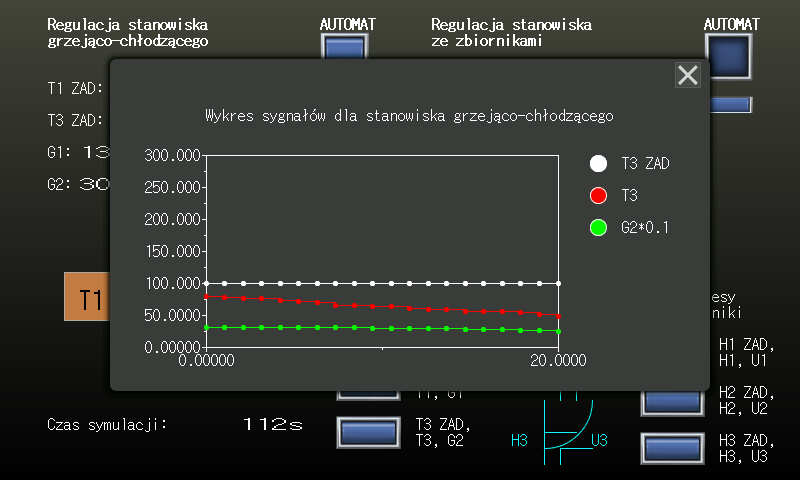 Regulacja stanowiska
grzejąco-chłodzącego
AUTOMAT
Regulacja stanowiska
ze zbiornikami
AUTOMAT
T1 ZAD:
T3 ZAD:
G1: 13
G2: 30
Wykres sygnałów dla stanowiska grzejąco-chłodzącego
300.000
250.000
200.000
150.000
100.000
50.0000
0.00000
0.00000
20.0000
T3 ZAD
T3
G2*0.1
T1
esy
niki
H1 ZAD,
H1, U1
T1, G1
H2 ZAD,
H2, U2
Czas symulacji: 112s
T3 ZAD,
T3, G2
H3
U3
H3 ZAD,
H3, U3